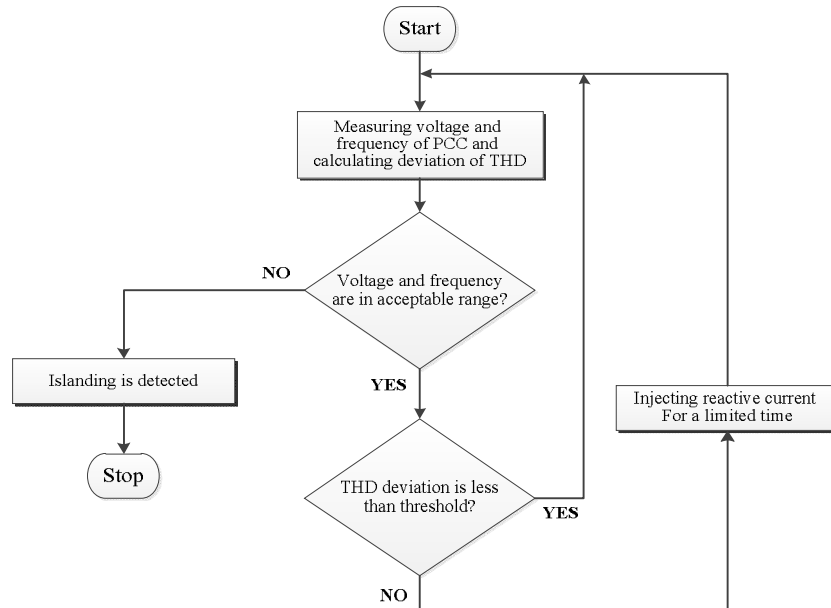 Start
Measuring voltage and
frequency of PCC and
calculating deviation of THD
NO
Voltage and frequency
are in acceptable range?
Islanding is detected
YES
Injecting reactive current
For a limited time
Stop
THD deviation is less
than threshold?
YES
NO